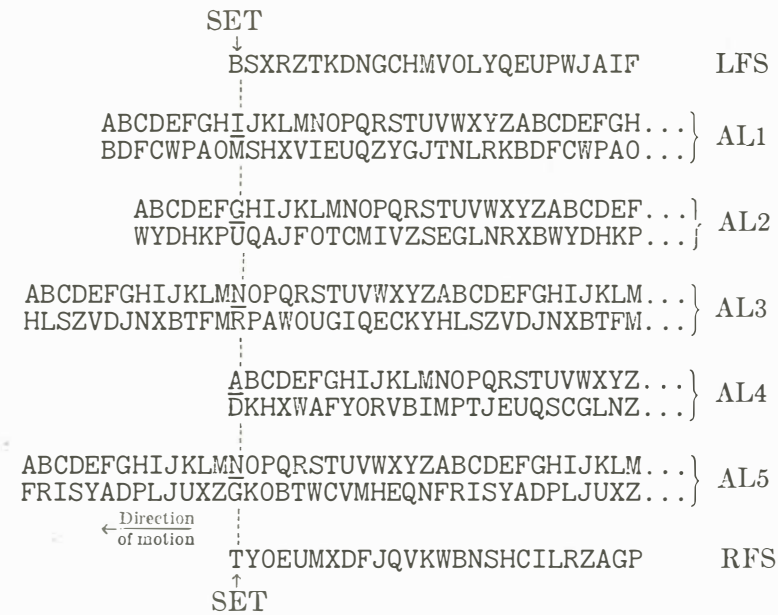 SET
↓
BSXRZTKDNGCHMVOLYQEUPWJAIF LFS
ABCDEFGHIJKLMNOPQRSTUVWXYZABCDEFGH...
BDFCWPAOMSHXVIEUQZYGJTNLRKBDFCWPAO... } AL1
ABCDEFGHIJKLMNOPQRSTUVWXYZABCDEF...
WYDHKPUQAJFOTCMIVZSEGLNRXBWYDHKP... } AL2
ABCDEFGHIJKLMNOPQRSTUVWXYZABCDEFGHIJKLM...
HLSZVDJNXBTFMRPAWOUGIQECKYHLSZVDJNXBTFM... } AL3
ABCDEFGHIJKLMNOPQRSTUVWXYZ...
DKHXWAFYORVBIMPTJEUQSCGLNZ... } AL4
ABCDEFGHIJKLMNOPQRSTUVWXYZABCDEFGHIJKLM...
FRISYADPLJUXZGKOBTWCVMHEQNFRISYADPLJUXZ... } AL5
← Direction
of motion
TYOEUMXDFJQVKWBNSHCILRZAGP RFS
↑
SET